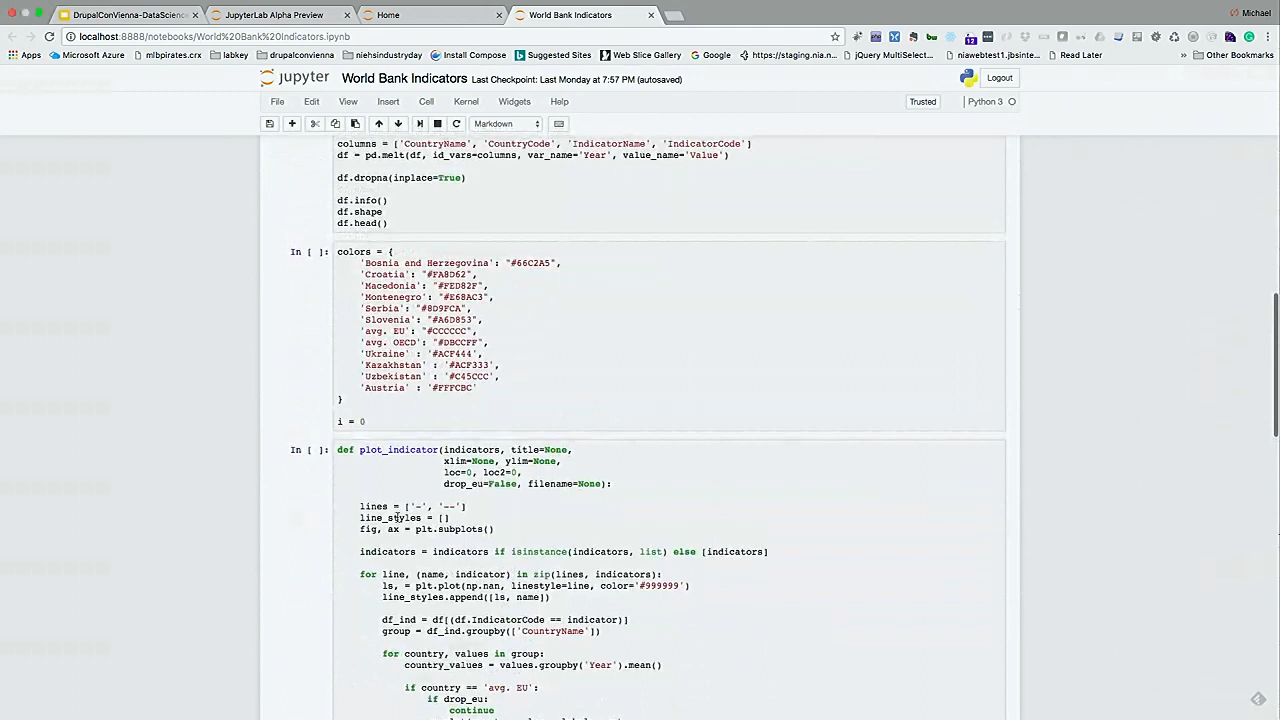 DrupalConVienna-DataScienc
JupyterLab Alpha Preview
Home
World Bank Indicators
Michael
localhost:8888/notebooks/World%20Bank%20Indicators.ipynb
Microsoft Azure
mlbpirates.cxx
labkey
webstandardconvienna
niehsindustryday
Install Compose
Suggested Sites
Web Slice Gallery
Google
https://staging.nia.ni
jQuery MultiSelect
niawebtest1.jbsinte
Read Later
Other Bookmarks
jupyter World Bank Indicators Last Checkpoint: Last Monday at 7:57 PM (autosaved)
Logout
File Edit View Insert Cell Kernel Widgets Help
Trusted
Python 3
Markdown
columns = ['CountryName', 'CountryCode', 'IndicatorName', 'IndicatorCode']
df = pd.melt(df, id_vars=columns, var_name='Year', value_name='Value')
df.dropna(inplace=True)
df.info()
df.shape
df.head()
In [ ]: colors = {
'Bosnia and Herzegovina': "#66C2A5",
'Croatia': "#FA8D62",
'Macedonia': "#FED82F",
'Montenegro': "#E68AC3",
'Serbia': "#8D9FCA",
'Slovenia': "#A6D853",
'avg. EU': "#CCCCCC",
'avg. OECD': "#DBCCFF",
'Ukraine' : '#ACF444',
'Kazakhstan' : '#ACF333',
'Uzbekistan' : '#C45CCC',
'Austria' : '#FFFCBC'
}
i = 0
In [ ]: def plot_indicator(indicators, title=None,
xlim=None, ylim=None,
loc=0, loc2=0,
drop_eu=False, filename=None):
lines = ['-', '--']
line_styles = []
fig, ax = plt.subplots()
indicators = indicators if isinstance(indicators, list) else [indicators]
for line, (name, indicator) in zip(lines, indicators):
ls, = plt.plot(np.nan, linestyle=line, color='#999999')
line_styles.append([ls, name])
df_ind = df[(df.IndicatorCode == indicator)]
group = df_ind.groupby(['CountryName'])
for country, values in group:
country_values = values.groupby('Year').mean()
if country == 'avg. EU':
if drop_eu:
continue